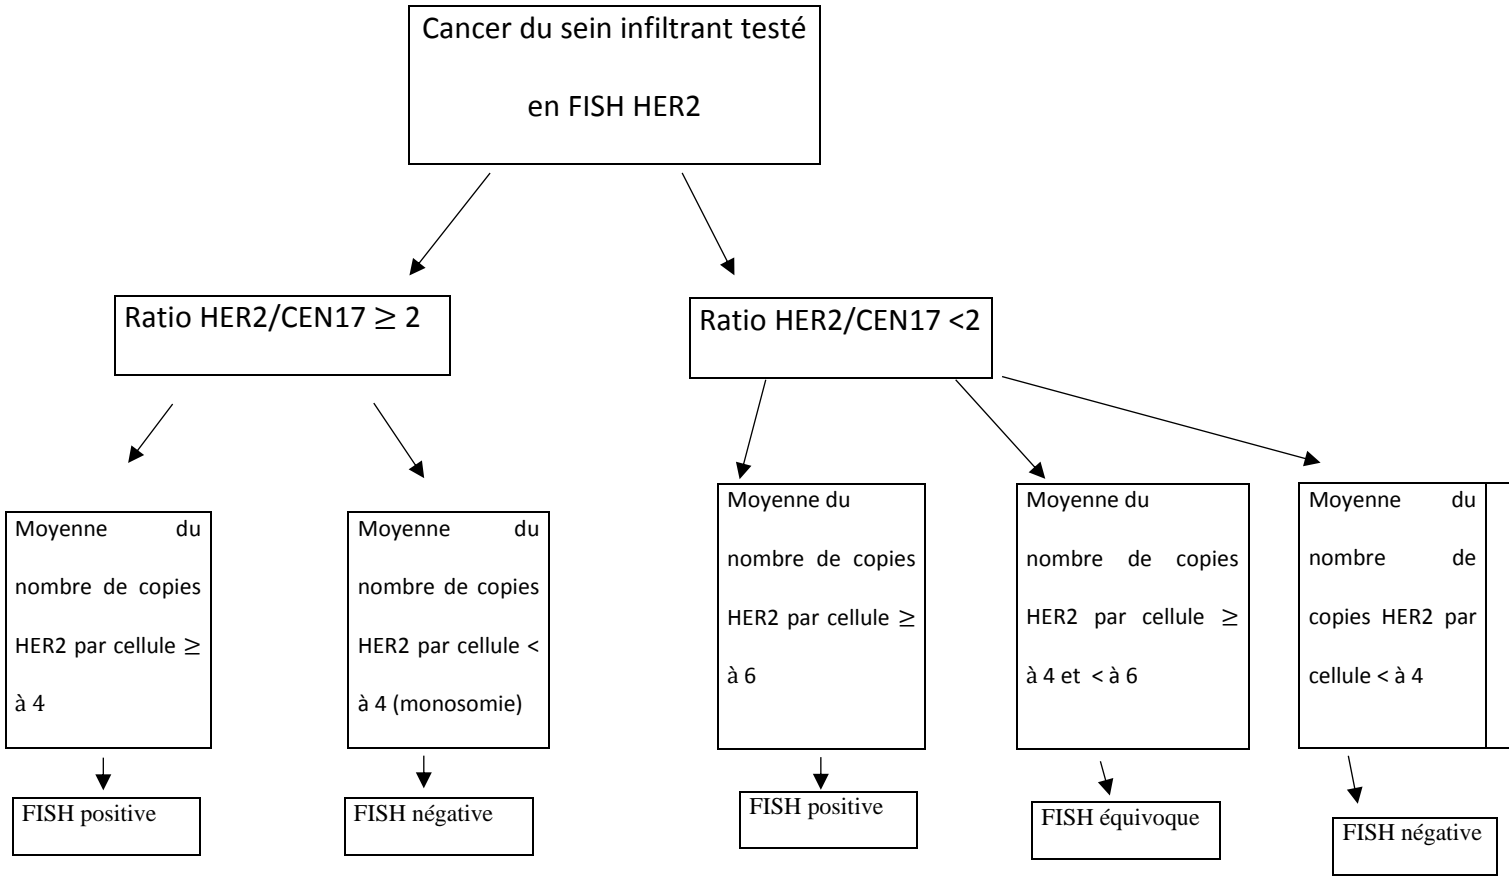 Cancer du sein infiltrant testé
en FISH HER2
Ratio HER2/CEN17 ≥ 2
Ratio HER2/CEN17 <2
Moyenne du
nombre de copies
HER2 par cellule ≥
à 4
Moyenne du
nombre de copies
HER2 par cellule <
à 4 (monosomie)
Moyenne du
nombre de copies
HER2 par cellule ≥
à 6
Moyenne du
nombre de copies
HER2 par cellule ≥
à 4 et < à 6
Moyenne du
nombre de
copies HER2 par
cellule < à 4
FISH positive
FISH négative
FISH positive
FISH équivoque
FISH négative